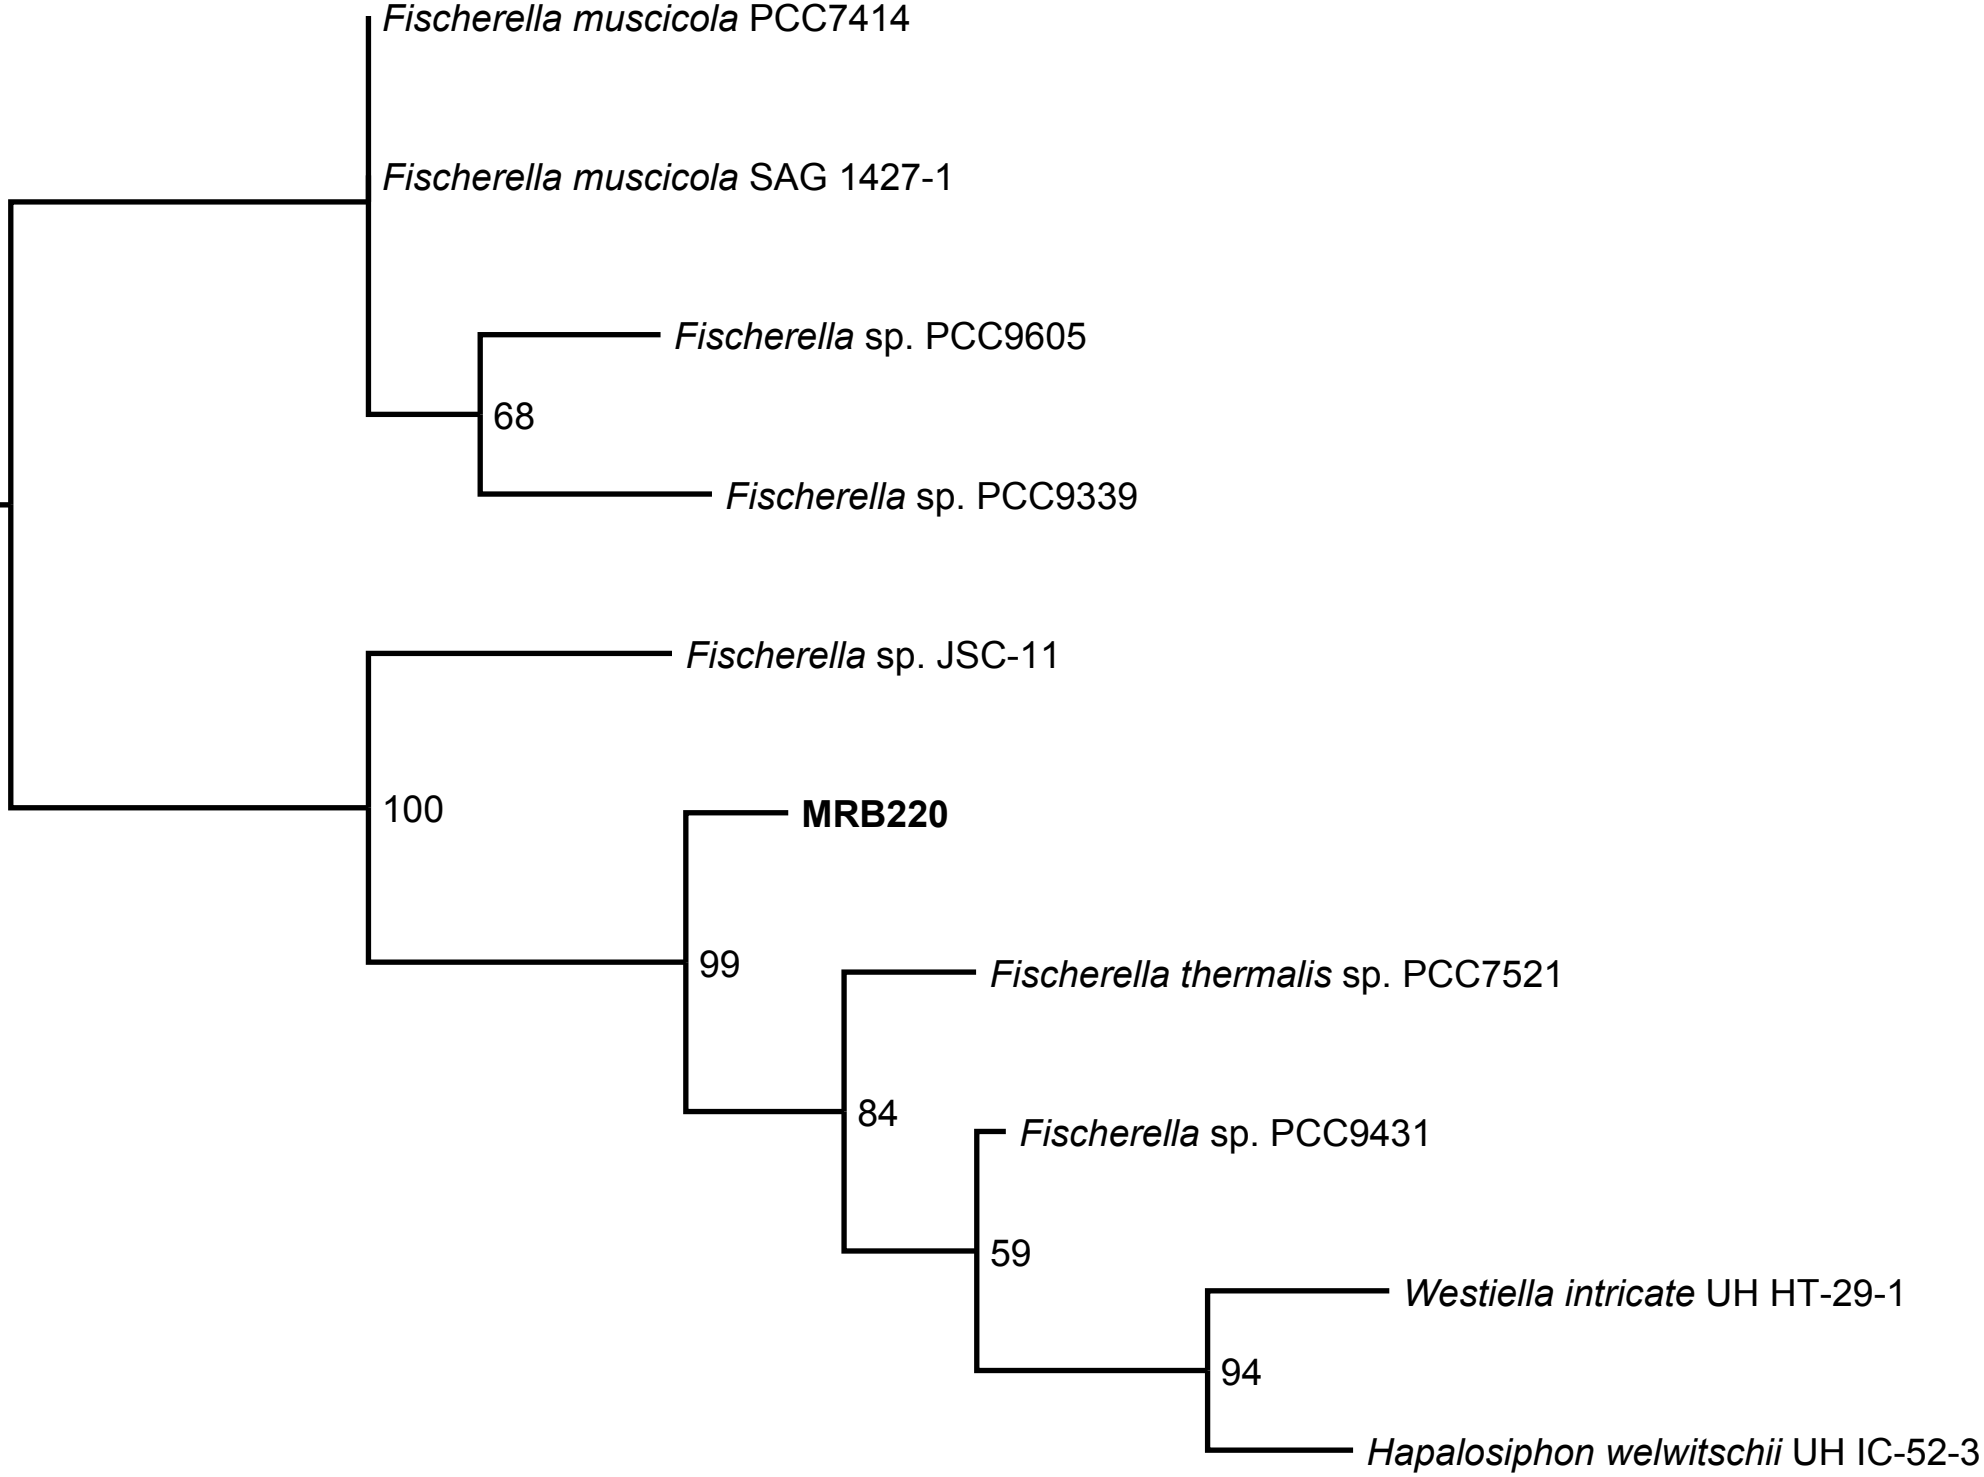 Fischerella muscicola PCC7414
Fischerella muscicola SAG 1427-1
Fischerella sp. PCC9605
68
Fischerella sp. PCC9339
Fischerella sp. JSC-11
100
MRB220
99
Fischerella thermalis sp. PCC7521
84
Fischerella sp. PCC9431
59
Westiella intricate UH HT-29-1
94
Hapalosiphon welwitschii UH IC-52-3